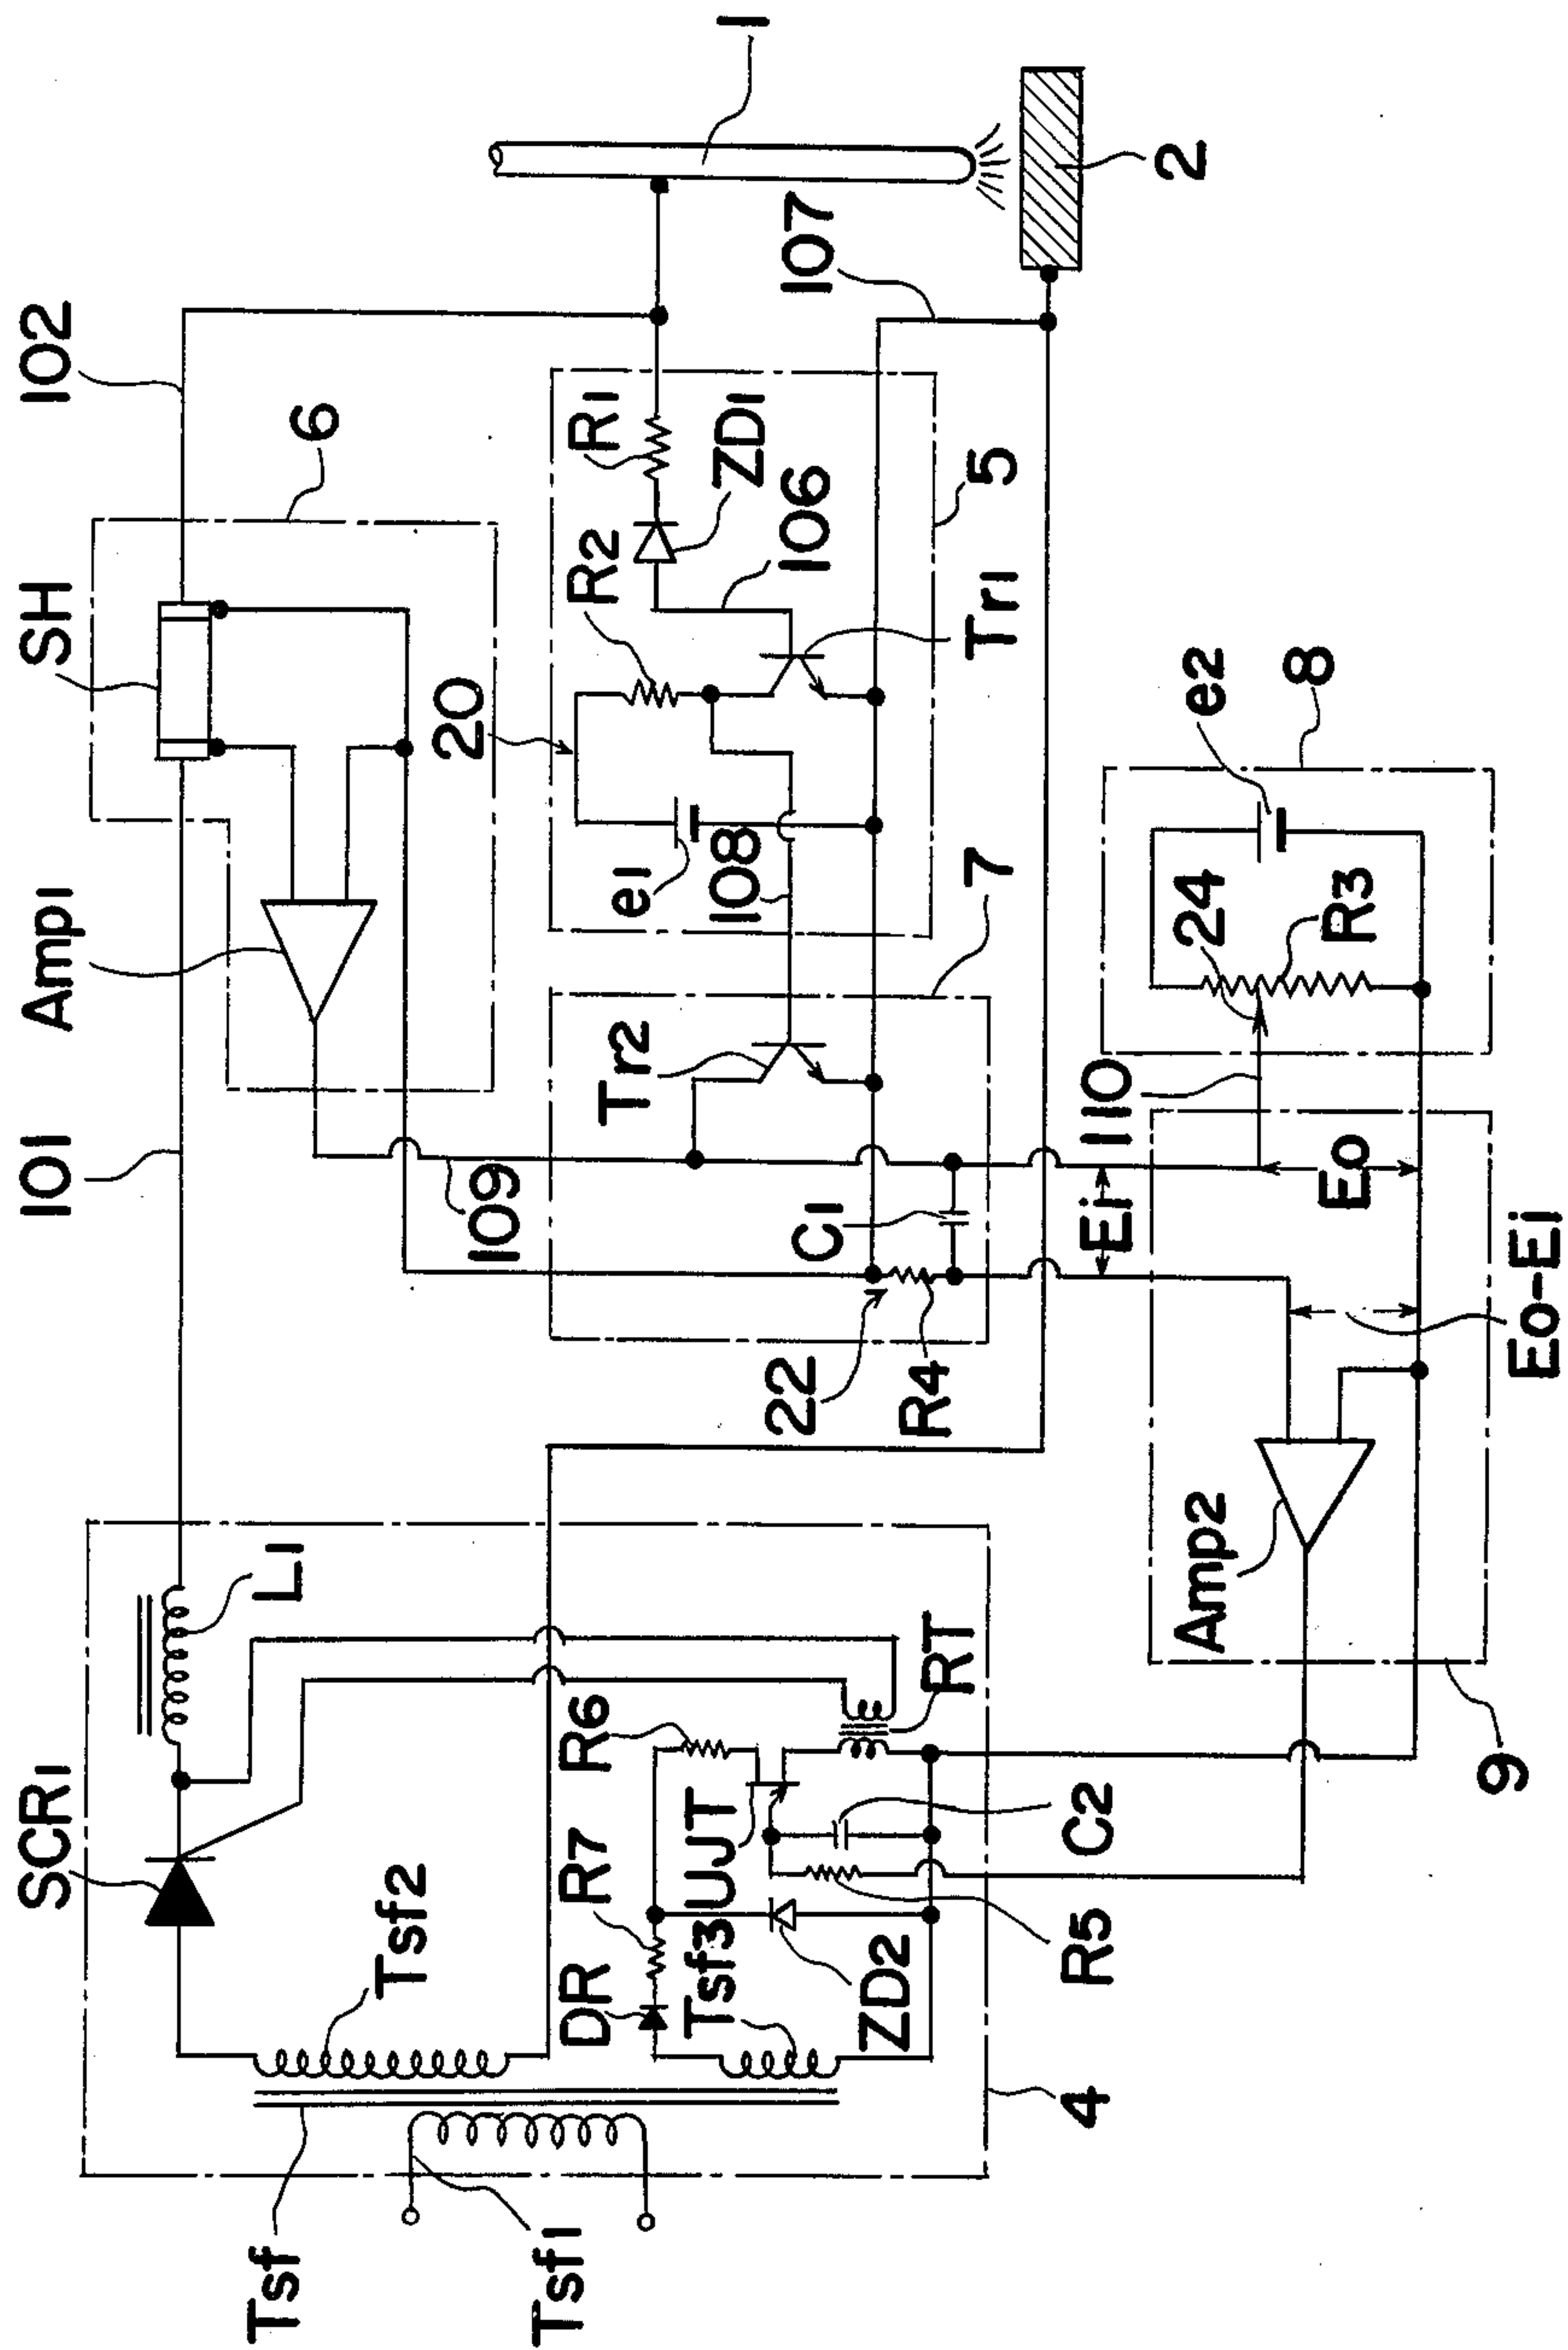 Tsf
Tsf1
SCR1
Tsf2
L1
101
Amp1
SH
102
6
109
20
R2
R1
ZD1
106
107
1
2
5
Tr1
e1
108
7
Tr2
C1
22
R4
Ei
110
Eo
24
R3
e2
8
Eo-Ei
Amp2
9
RT
R6
UJT
R7
DR
Tsf3
ZD2
R5
C2
4